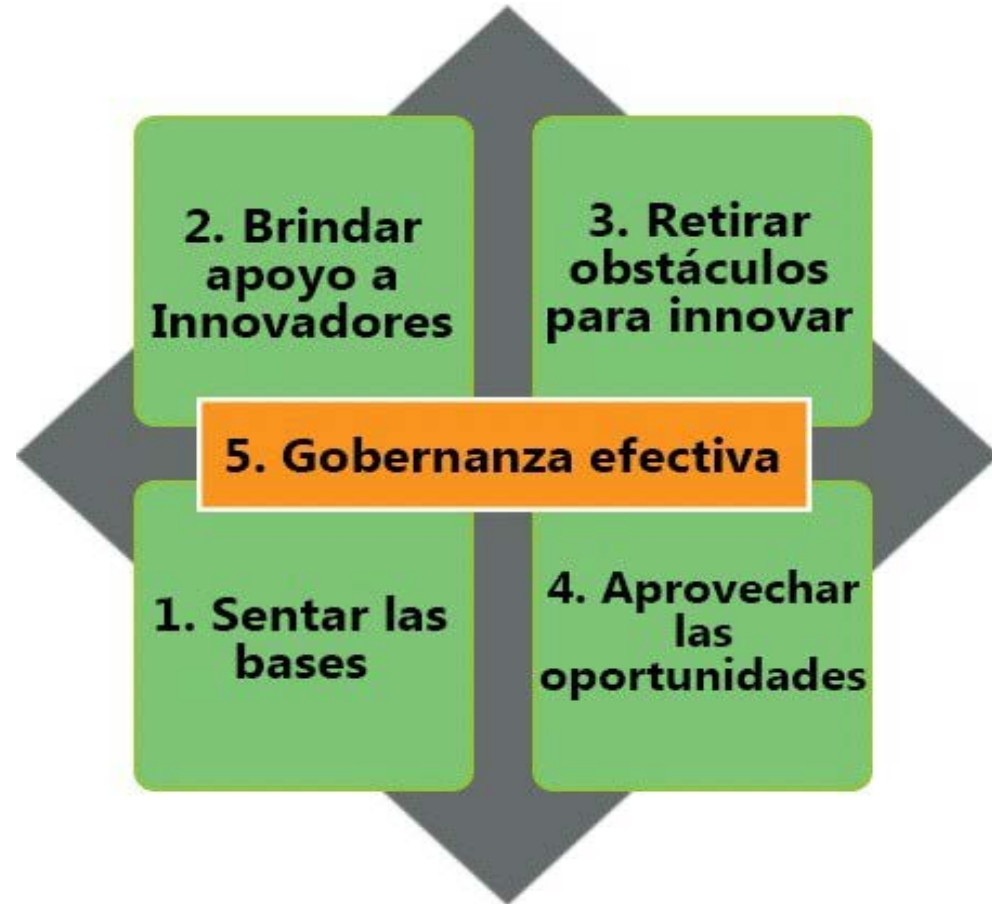 2. Brindar
apoyo a
Innovadores
3. Retirar
obstáculos
para innovar
5. Gobernanza efectiva
1. Sentar las
bases
4. Aprovechar
las
oportunidades